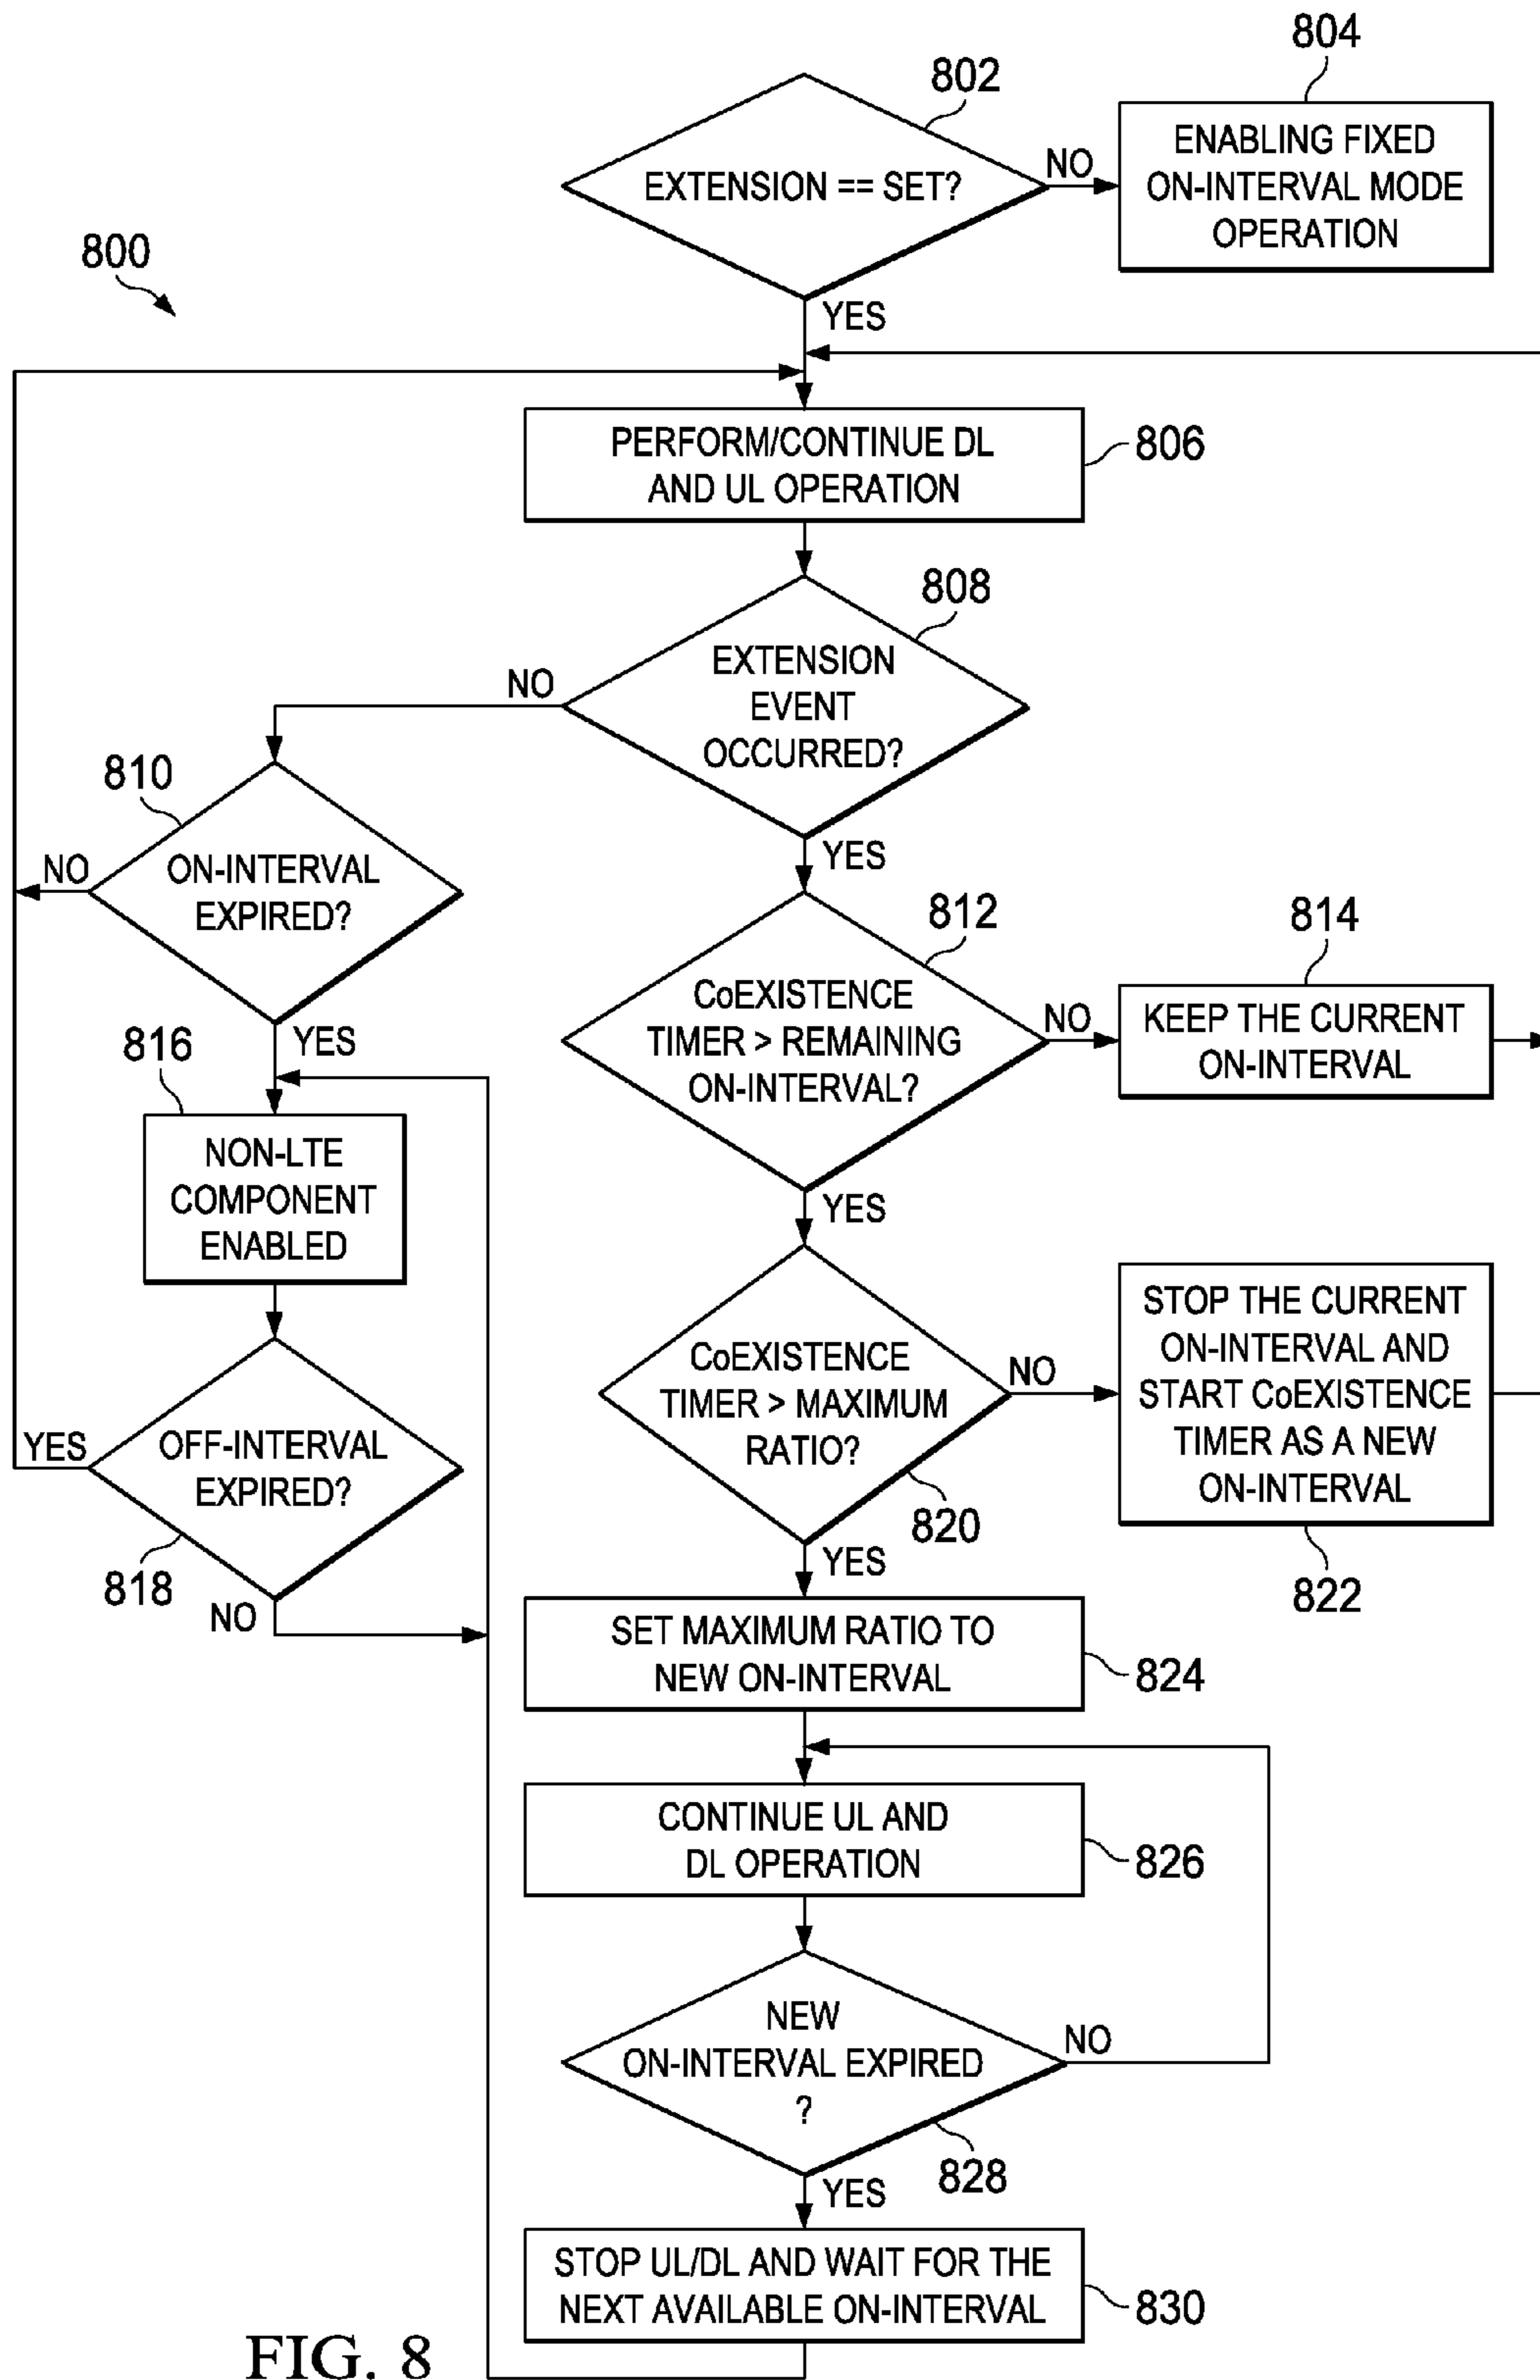 804
802
ENABLING FIXED
ON-INTERVAL MODE
OPERATION
EXTENSION == SET?
NO
800
YES
PERFORM/CONTINUE DL
AND UL OPERATION
806
808
EXTENSION
EVENT
OCCURRED?
NO
810
YES
ON-INTERVAL
EXPIRED?
NO
812
814
CoEXISTENCE
TIMER > REMAINING
ON-INTERVAL?
NO
KEEP THE CURRENT
ON-INTERVAL
816
YES
NON-LTE
COMPONENT
ENABLED
YES
CoEXISTENCE
TIMER > MAXIMUM
RATIO?
NO
STOP THE CURRENT
ON-INTERVAL AND
START CoEXISTENCE
TIMER AS A NEW
ON-INTERVAL
YES
OFF-INTERVAL
EXPIRED?
820
818
YES
822
NO
SET MAXIMUM RATIO TO
NEW ON-INTERVAL
824
CONTINUE UL AND
DL OPERATION
826
NEW
ON-INTERVAL EXPIRED
?
NO
828
YES
STOP UL/DL AND WAIT FOR THE
NEXT AVAILABLE ON-INTERVAL
830
FIG. 8